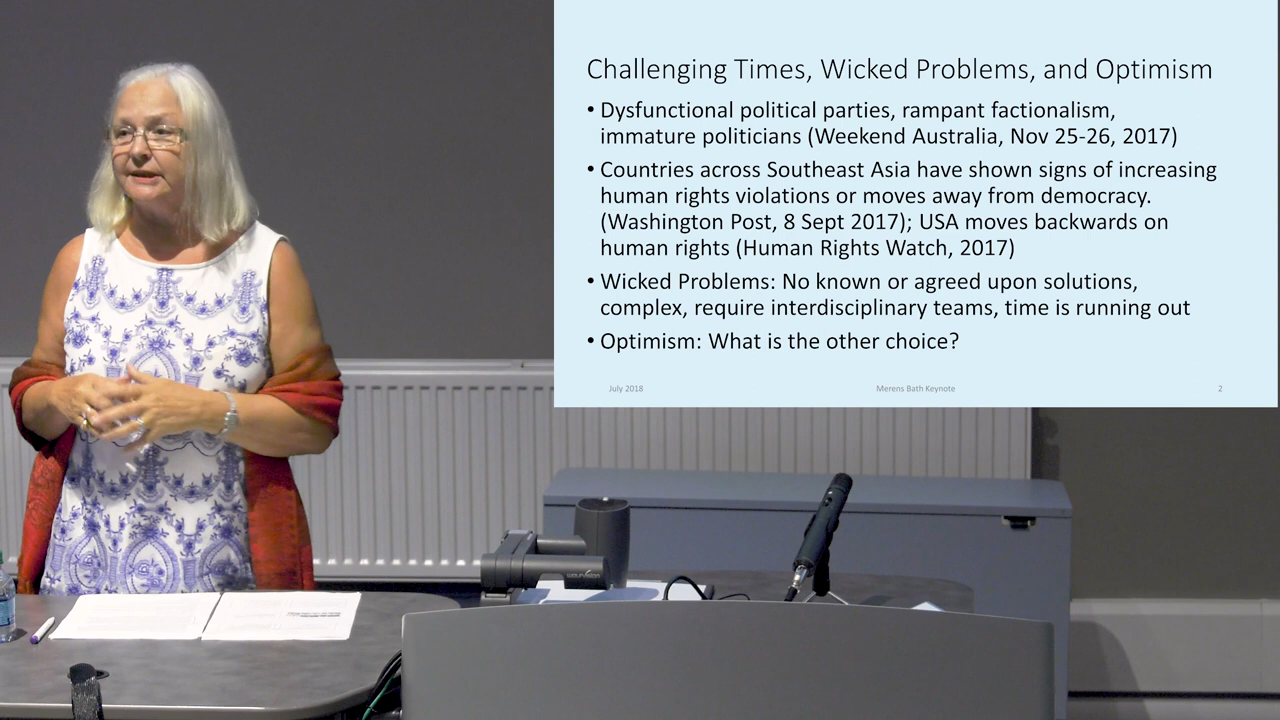 Challenging Times, Wicked Problems, and Optimism
• Dysfunctional political parties, rampant factionalism,
immature politicians (Weekend Australia, Nov 25-26, 2017)
• Countries across Southeast Asia have shown signs of increasing
human rights violations or moves away from democracy.
(Washington Post, 8 Sept 2017); USA moves backwards on
human rights (Human Rights Watch, 2017)
• Wicked Problems: No known or agreed upon solutions,
complex, require interdisciplinary teams, time is running out
• Optimism: What is the other choice?
July 2018 Merens Bath Keynote 2